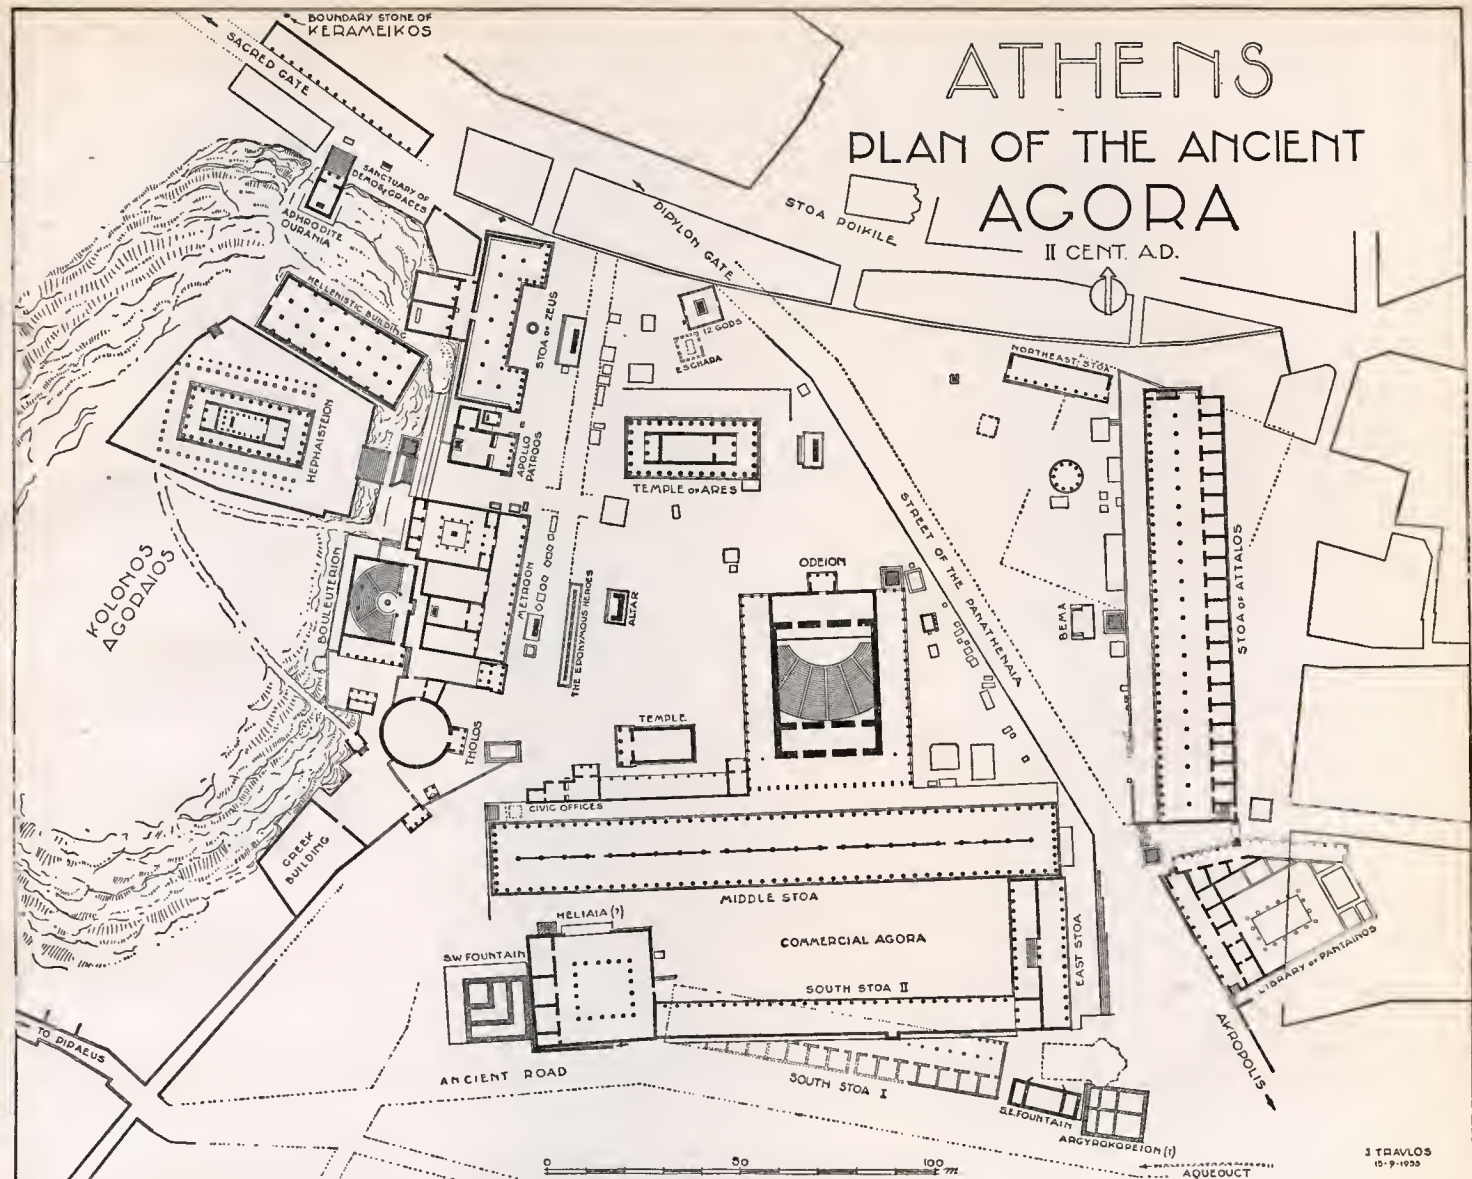 BOUNDARY STONE OF
KERAMEIKOS
SACRED GATE
ATHENS
PLAN OF THE ANCIENT
AGORA
II CENT. A.D.
SANCTUARY OF
DEMOS & GRACES
APHRODITE
OURANIA
DIPYLON GATE
STOA POIKILE
HELLENISTIC BUILDING
STOA OF ZEUS
12 GODS
ESCHARA
NORTHEAST STOA
HEPHAISTEION
APOLLO
PATROOS
TEMPLE OF ARES
STREET OF THE PANATHENAIA
STOA OF ATTALOS
KOLONOS
AGORAIOS
BOULEUTERION
METROON
THE EPONYMOUS HEROES
ALTAR
ODEION
BEMA
THOLOS
TEMPLE
CIVIC OFFICES
GREEK
BUILDING
MIDDLE STOA
HELIAIA (?)
COMMERCIAL AGORA
EAST STOA
S.W. FOUNTAIN
SOUTH STOA II
LIBRARY OF PANTAINOS
TO PIRAEUS
ANCIENT ROAD
SOUTH STOA I
AKROPOLIS
S.E. FOUNTAIN
ARGYROKOPEION (?)
0 50 100 m
AQUEDUCT
J TRAVLOS
15-9-1955